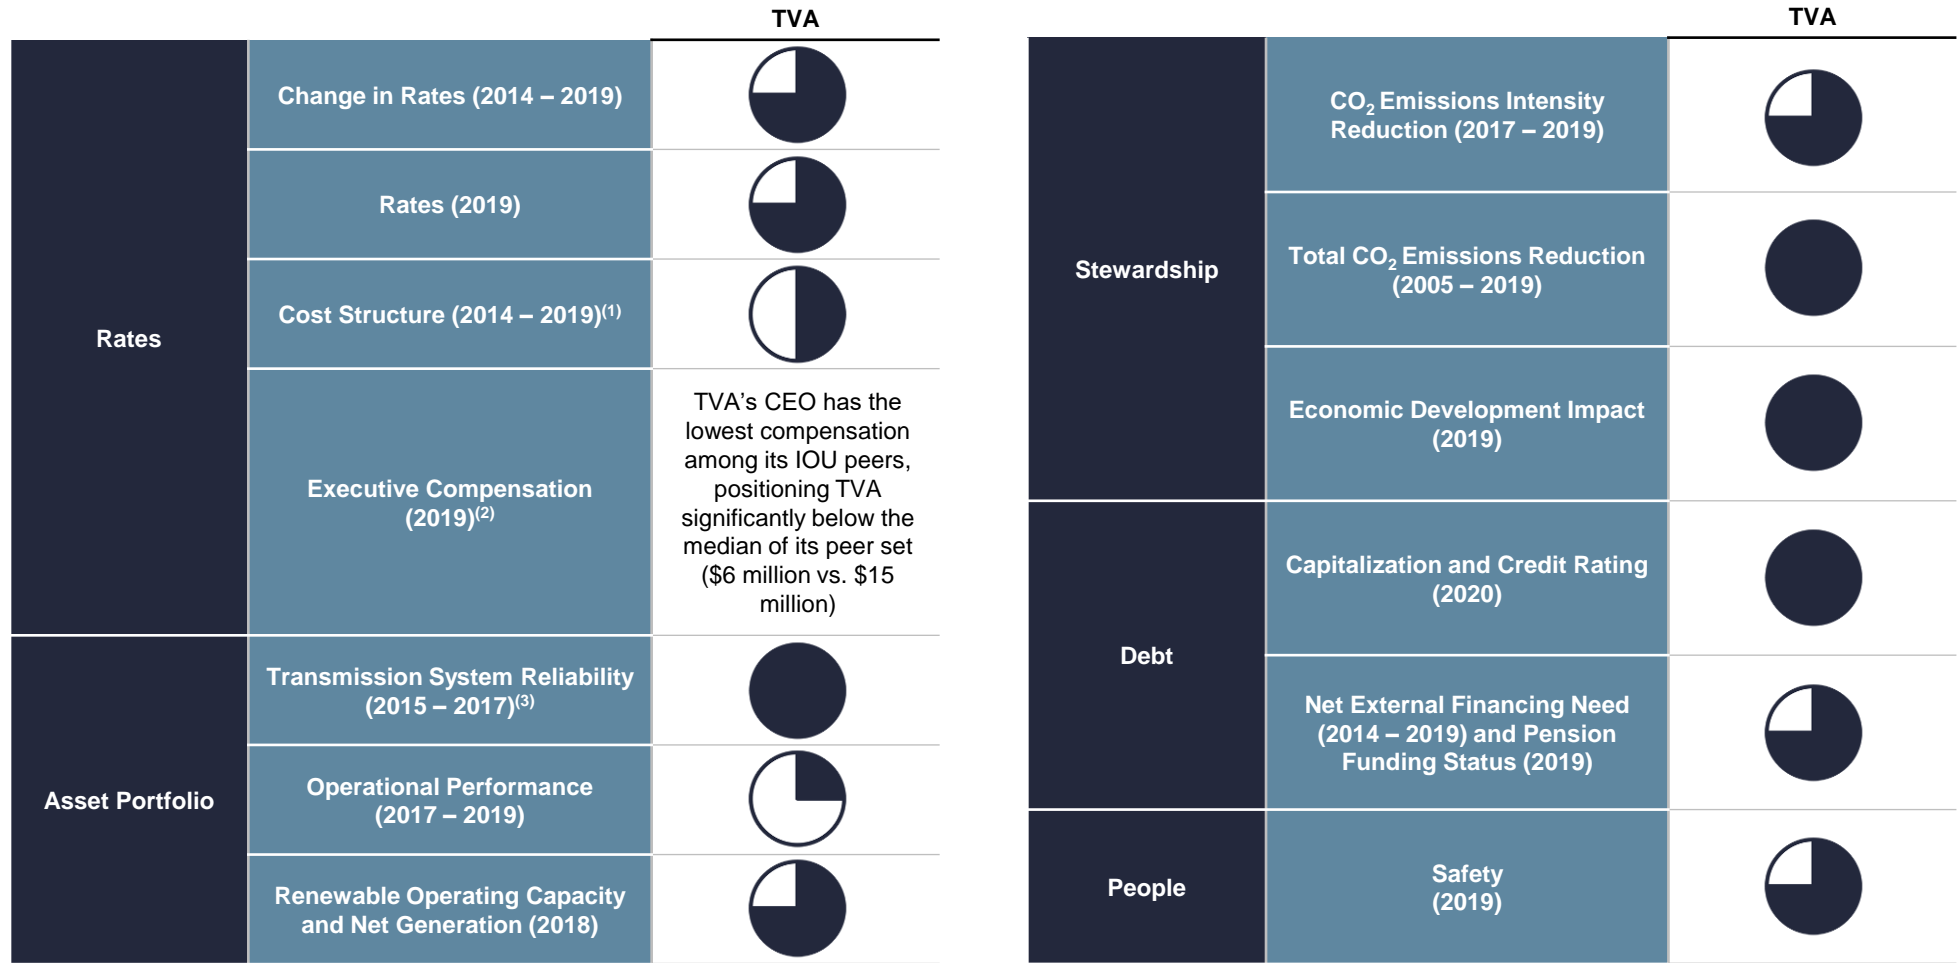 TVA
Rates
Change in Rates (2014 – 2019)
Rates (2019)
Cost Structure (2014 – 2019)(1)
Executive Compensation
(2019)(2)
TVA’s CEO has the
lowest compensation
among its IOU peers,
positioning TVA
significantly below the
median of its peer set
($6 million vs. $15
million)
Asset Portfolio
Transmission System Reliability
(2015 – 2017)(3)
Operational Performance
(2017 – 2019)
Renewable Operating Capacity
and Net Generation (2018)
TVA
Stewardship
CO2 Emissions Intensity
Reduction (2017 – 2019)
Total CO2 Emissions Reduction
(2005 – 2019)
Economic Development Impact
(2019)
Debt
Capitalization and Credit Rating
(2020)
Net External Financing Need
(2014 – 2019) and Pension
Funding Status (2019)
People
Safety
(2019)